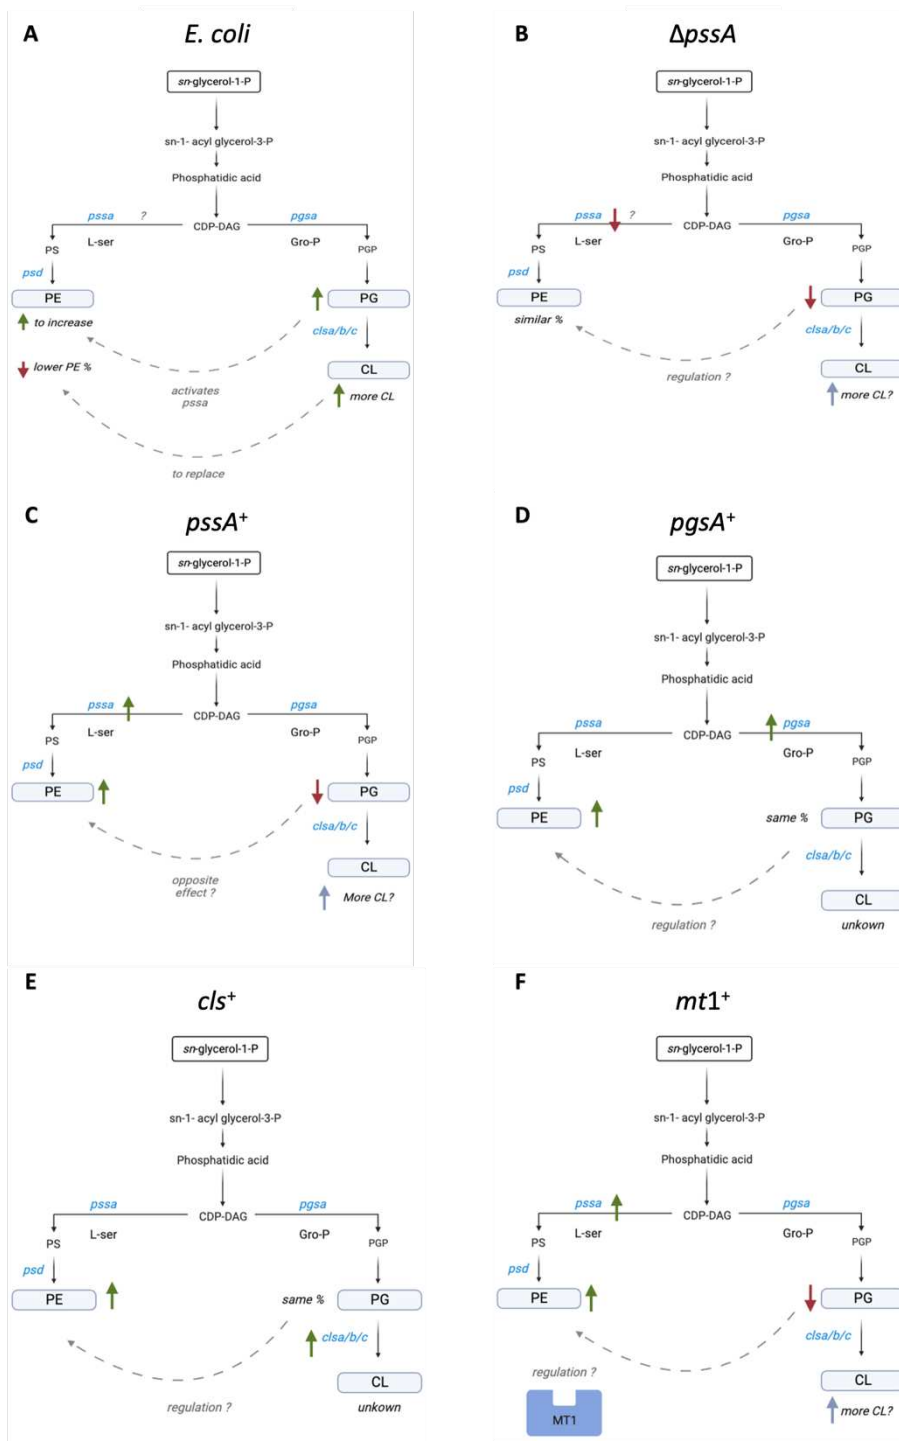 A
E. coli
sn-glycerol-1-P
sn-1- acyl glycerol-3-P
Phosphatidic acid
pssa ? CDP-DAG pgsa
PS L-ser Gro-P PGP
psd
PE PG
to increase
clsa/b/c
lower PE %
CL
activates
pssa
more CL
to replace
B
ΔpssA
sn-glycerol-1-P
sn-1- acyl glycerol-3-P
Phosphatidic acid
pssa ? CDP-DAG pgsa
PS L-ser Gro-P PGP
psd
PE PG
similar %
clsa/b/c
CL
regulation ?
more CL?
C
pssA+
sn-glycerol-1-P
sn-1- acyl glycerol-3-P
Phosphatidic acid
pssa CDP-DAG pgsa
PS L-ser Gro-P PGP
psd
PE PG
clsa/b/c
CL
opposite
effect ?
More CL?
D
pgsA+
sn-glycerol-1-P
sn-1- acyl glycerol-3-P
Phosphatidic acid
pssa CDP-DAG pgsa
PS L-ser Gro-P PGP
psd
PE same % PG
clsa/b/c
CL
regulation ?
unkown
E
cls+
sn-glycerol-1-P
sn-1- acyl glycerol-3-P
Phosphatidic acid
pssa CDP-DAG pgsa
PS L-ser Gro-P PGP
psd
PE same % PG
clsa/b/c
CL
regulation ?
unkown
F
mt1+
sn-glycerol-1-P
sn-1- acyl glycerol-3-P
Phosphatidic acid
pssa CDP-DAG pgsa
PS L-ser Gro-P PGP
psd
PE PG
clsa/b/c
regulation ?
CL
MT1
more CL?